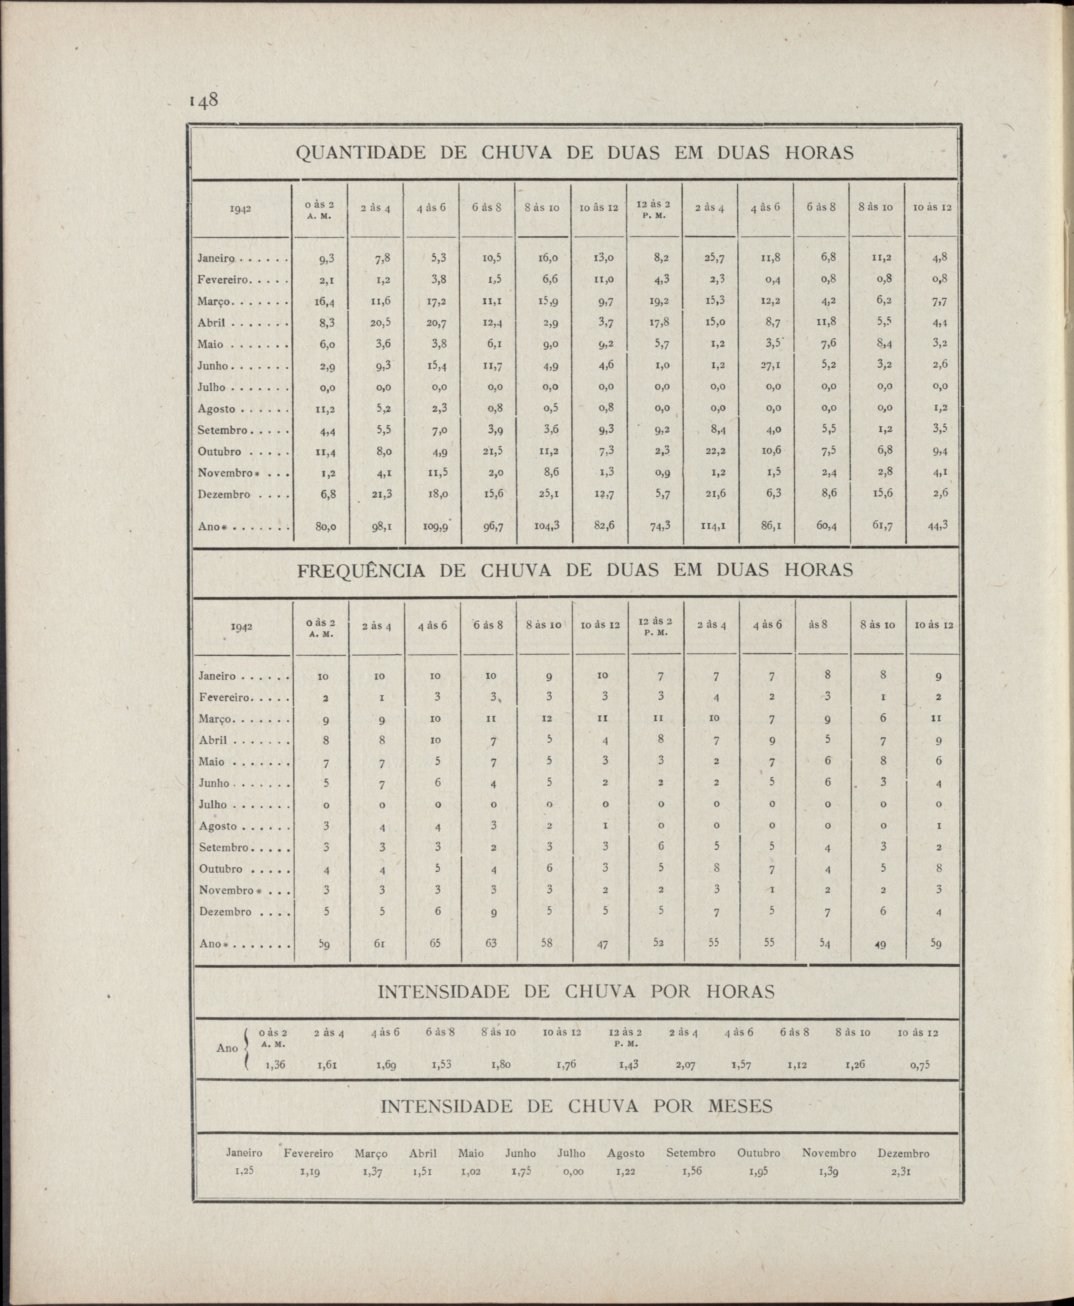 148
QUANTIDADE DE CHUVA DE DUAS EM DUAS HORAS
1942 0 às 2 A. M. 2 às 4 4 às 6 6 às 8 8 às 10 10 às 12 12 às 2 P. M. 2 às 4 4 às 6 6 às 8 8 às 10 10 às 12
Janeiro . . . . . . 9,3 7,8 5,3 10,5 16,0 13,0 8,2 25,7 11,8 6,8 11,2 4,8
Fevereiro . . . . . 2,1 1,2 3,8 1,5 6,6 11,0 4,3 2,3 0,4 0,8 0,8 0,8
Março . . . . . . . 16,4 11,6 17,2 11,1 15,9 9,7 19,2 15,3 12,2 4,2 6,2 7,7
Abril . . . . . . . 8,3 20,5 20,7 12,4 2,9 3,7 17,8 15,0 8,7 11,8 5,5 4,4
Maio . . . . . . . 6,0 3,6 3,8 6,1 9,0 9,2 5,7 1,2 3,5 7,6 8,4 3,2
Junho . . . . . . . 2,9 9,3 15,4 11,7 4,9 4,6 1,0 1,2 27,1 5,2 3,2 2,6
Julho . . . . . . . 0,0 0,0 0,0 0,0 0,0 0,0 0,0 0,0 0,0 0,0 0,0 0,0
Agosto . . . . . . 11,2 5,2 2,3 0,8 0,5 0,8 0,0 0,0 0,0 0,0 0,0 1,2
Setembro . . . . . 4,4 5,5 7,0 3,9 3,6 9,3 9,2 8,4 4,0 5,5 1,2 3,5
Outubro . . . . . 11,4 8,0 4,9 21,5 11,2 7,3 2,3 22,2 10,6 7,5 6,8 9,4
Novembro* . . . 1,2 4,1 11,5 2,0 8,6 1,3 0,9 1,2 1,5 2,4 2,8 4,1
Dezembro . . . . 6,8 21,3 18,0 15,6 25,1 12,7 5,7 21,6 6,3 8,6 15,6 2,6
Ano* . . . . . . . 80,0 98,1 109,9 96,7 104,3 82,6 74,3 114,1 86,1 60,4 61,7 44,3
FREQUÊNCIA DE CHUVA DE DUAS EM DUAS HORAS
1942 0 às 2 A. M. 2 às 4 4 às 6 6 às 8 8 às 10 10 às 12 12 às 2 P. M. 2 às 4 4 às 6 às 8 8 às 10 10 às 12
Janeiro . . . . . . 10 10 10 10 9 10 7 7 7 8 8 9
Fevereiro . . . . . 2 1 3 3 3 3 3 4 2 3 1 2
Março . . . . . . . 9 9 10 11 12 11 11 10 7 9 6 11
Abril . . . . . . . 8 8 10 7 5 4 8 7 9 5 7 9
Maio . . . . . . . 7 7 5 7 5 3 3 2 7 6 8 6
Junho . . . . . . . 5 7 6 4 5 2 2 2 5 6 3 4
Julho . . . . . . . 0 0 0 0 0 0 0 0 0 0 0 0
Agosto . . . . . . 3 4 4 3 2 1 0 0 0 0 0 1
Setembro . . . . . 3 3 3 2 3 3 6 5 5 4 3 2
Outubro . . . . . 4 4 5 4 6 3 5 8 7 4 5 8
Novembro* . . . 3 3 3 3 3 2 2 3 1 2 2 3
Dezembro . . . . 5 5 6 9 5 5 5 7 5 7 6 4
Ano* . . . . . . . 59 61 65 63 58 47 52 55 55 54 49 59
INTENSIDADE DE CHUVA POR HORAS
Ano 0 às 2 A. M. 2 às 4 4 às 6 6 às 8 8 às 10 10 às 12 12 às 2 P. M. 2 às 4 4 às 6 6 às 8 8 às 10 10 às 12
1,36 1,61 1,69 1,53 1,80 1,76 1,43 2,07 1,57 1,12 1,26 0,75
INTENSIDADE DE CHUVA POR MESES
Janeiro Fevereiro Março Abril Maio Junho Julho Agosto Setembro Outubro Novembro Dezembro
1,25 1,19 1,37 1,51 1,02 1,75 0,00 1,22 1,56 1,95 1,39 2,31